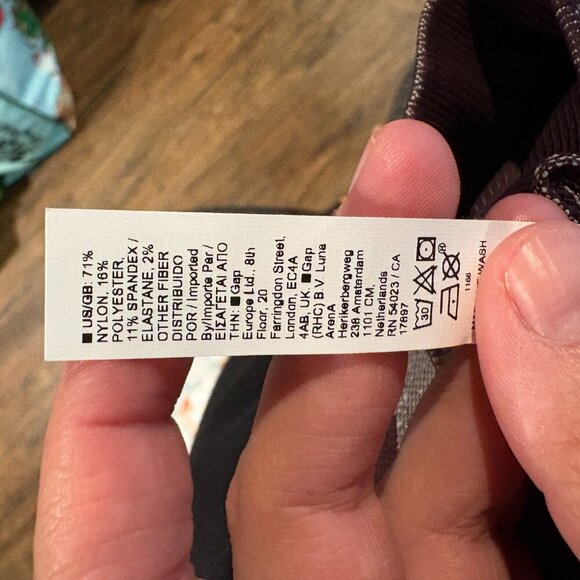 ■ US/GB: 71%
NYLON, 16%
POLYESTER,
11% SPANDEX /
ELASTANE, 2%
OTHER FIBER
DISTRIBUIDO
POR / Imported
By/Importe Par /
ΕΙΣΑΓΕΤΑΙ ΑΠΟ
ΤΗΝ: ■ Gap
Europe Ltd., 8th
Floor, 20
Farringdon Street,
London, EC4A
4AB, UK ■ Gap
(RHC) B.V. Luna
ArenA
Herikerbergweg
238 Amsterdam
1101 CM,
Netherlands
RN 54023 / CA
17897
30
1166
WASH